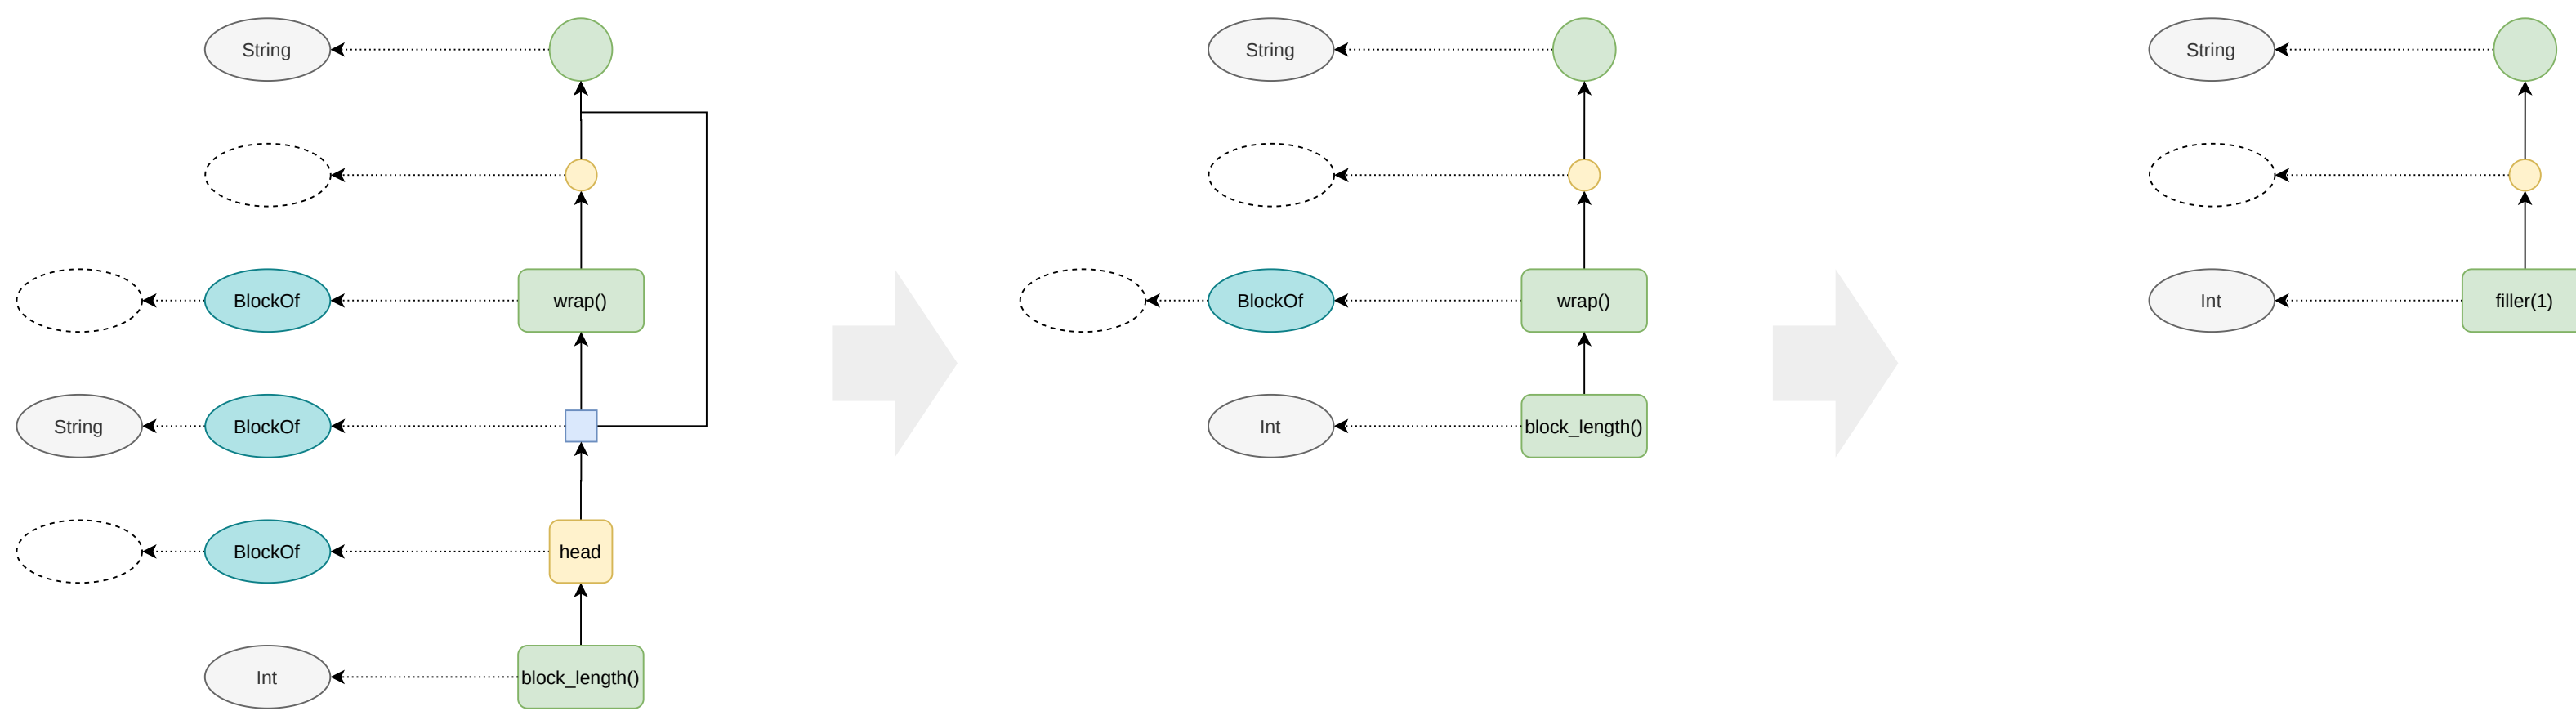 String
BlockOf
wrap()
String
BlockOf
BlockOf
head
Int
block_length()
String
BlockOf
wrap()
Int
block_length()
String
Int
filler(1)